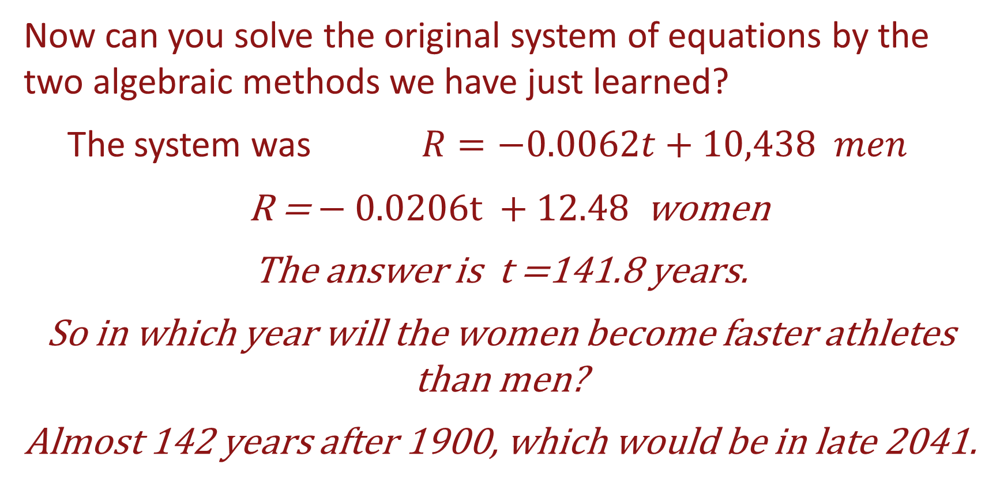 Now can you solve the original system of equations by the
two algebraic methods we have just learned?
The system was R = −0.0062t + 10,438 men
R = − 0.0206t + 12.48 women
The answer is t =141.8 years.
So in which year will the women become faster athletes
than men?
Almost 142 years after 1900, which would be in late 2041.